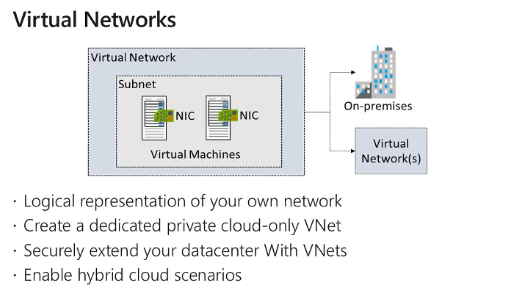 Virtual Networks
Virtual Network
Subnet
NIC
NIC
Virtual Machines
On-premises
Virtual
Network(s)
· Logical representation of your own network
· Create a dedicated private cloud-only VNet
· Securely extend your datacenter With VNets
· Enable hybrid cloud scenarios